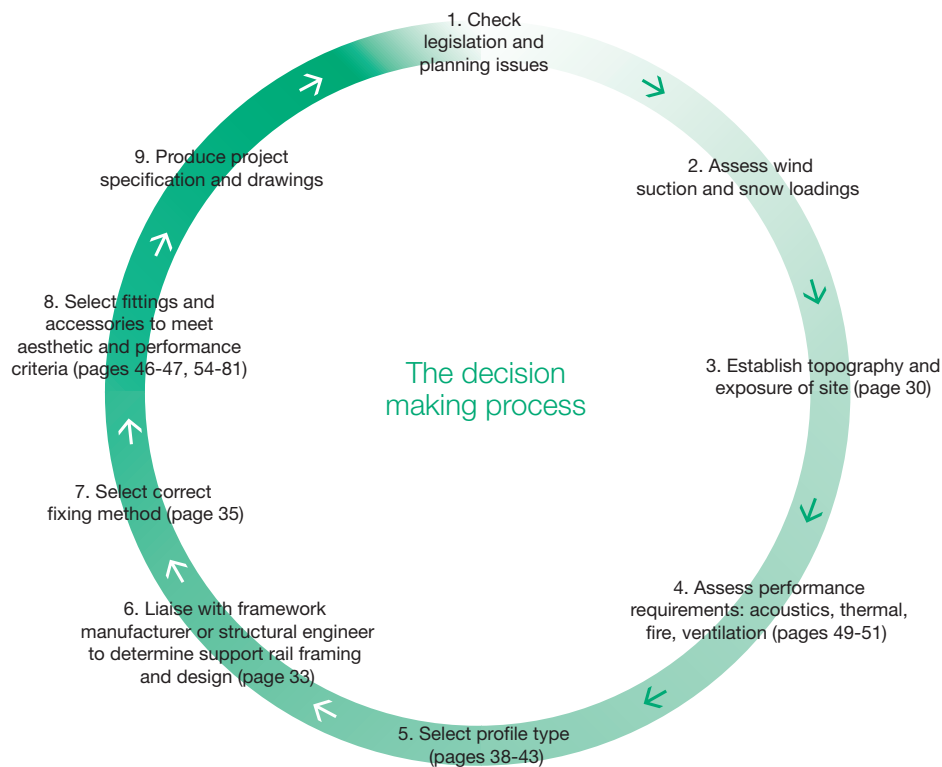 1. Check
legislation and
planning issues
2. Assess wind
suction and snow loadings
3. Establish topography and
exposure of site (page 30)
4. Assess performance
requirements: acoustics, thermal,
fire, ventilation (pages 49-51)
5. Select profile type
(pages 38-43)
6. Liaise with framework
manufacturer or structural engineer
to determine support rail framing
and design (page 33)
7. Select correct
fixing method (page 35)
8. Select fittings and
accessories to meet
aesthetic and performance
criteria (pages 46-47, 54-81)
9. Produce project
specification and drawings
The decision
making process